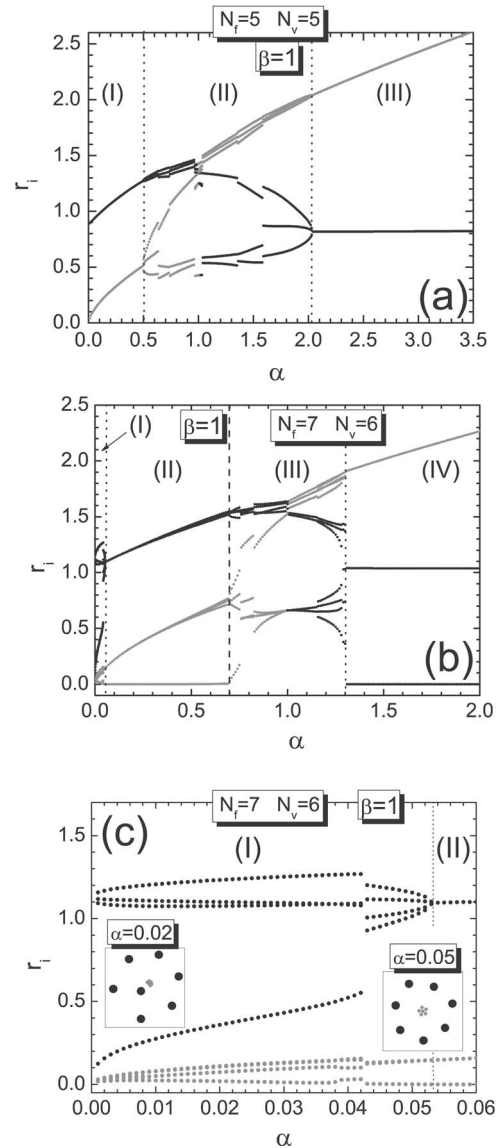 N_f=5 N_v=5
β=1
(I) (II) (III)
2.5
2.0
1.5
1.0
0.5
0.0
r_i
(a)
0.0 0.5 1.0 1.5 2.0 2.5 3.0 3.5
α
(I) β=1 N_f=7 N_v=6
(II) (III) (IV)
2.5
2.0
1.5
1.0
0.5
0.0
r_i
(b)
0.0 0.5 1.0 1.5 2.0
α
N_f=7 N_v=6 β=1
(c) (I) (II)
1.5
1.0
0.5
0.0
r_i
α=0.02 α=0.05
0.00 0.01 0.02 0.03 0.04 0.05 0.06
α